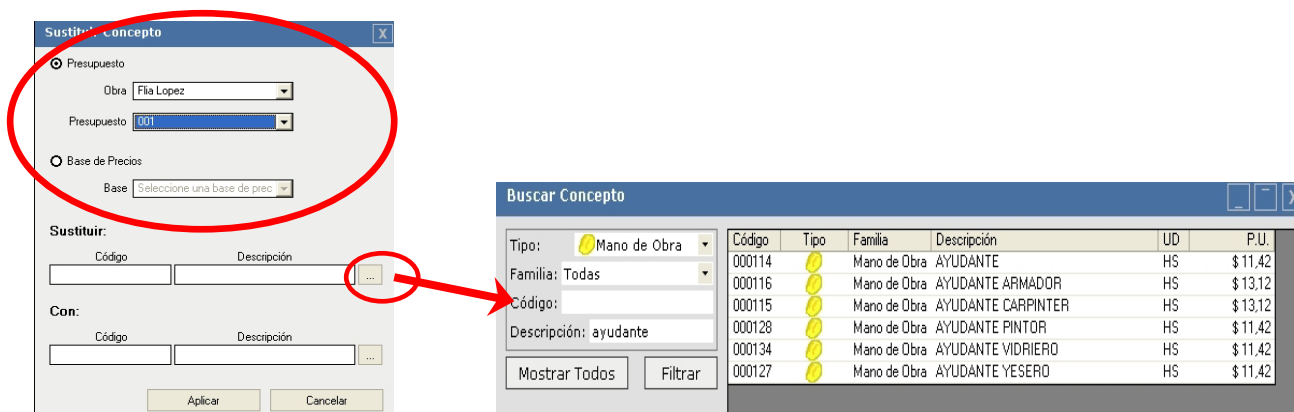 Sustituir Concepto X
Presupuesto
Obra Flia Lopez
Presupuesto 001
Base de Precios
Base Seleccione una base de prec
Sustituir:
Código Descripción
...
Con:
Código Descripción
...
Aplicar Cancelar
Buscar Concepto
Tipo: Mano de Obra
Familia: Todas
Código:
Descripción: ayudante
Mostrar Todos Filtrar
Código Tipo Familia Descripción UD P.U.
000114 Mano de Obra AYUDANTE HS $ 11,42
000116 Mano de Obra AYUDANTE ARMADOR HS $ 13,12
000115 Mano de Obra AYUDANTE CARPINTER HS $ 13,12
000128 Mano de Obra AYUDANTE PINTOR HS $ 11,42
000134 Mano de Obra AYUDANTE VIDRIERO HS $ 11,42
000127 Mano de Obra AYUDANTE YESERO HS $ 11,42